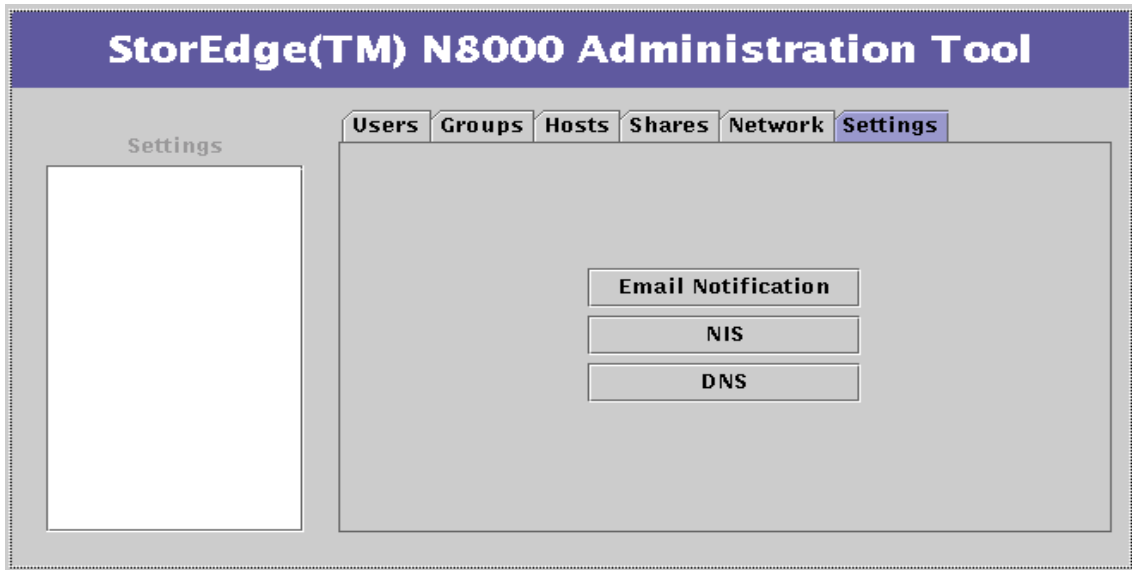 StorEdge(TM) N8000 Administration Tool
Users Groups Hosts Shares Network Settings
Settings
Email Notification
NIS
DNS